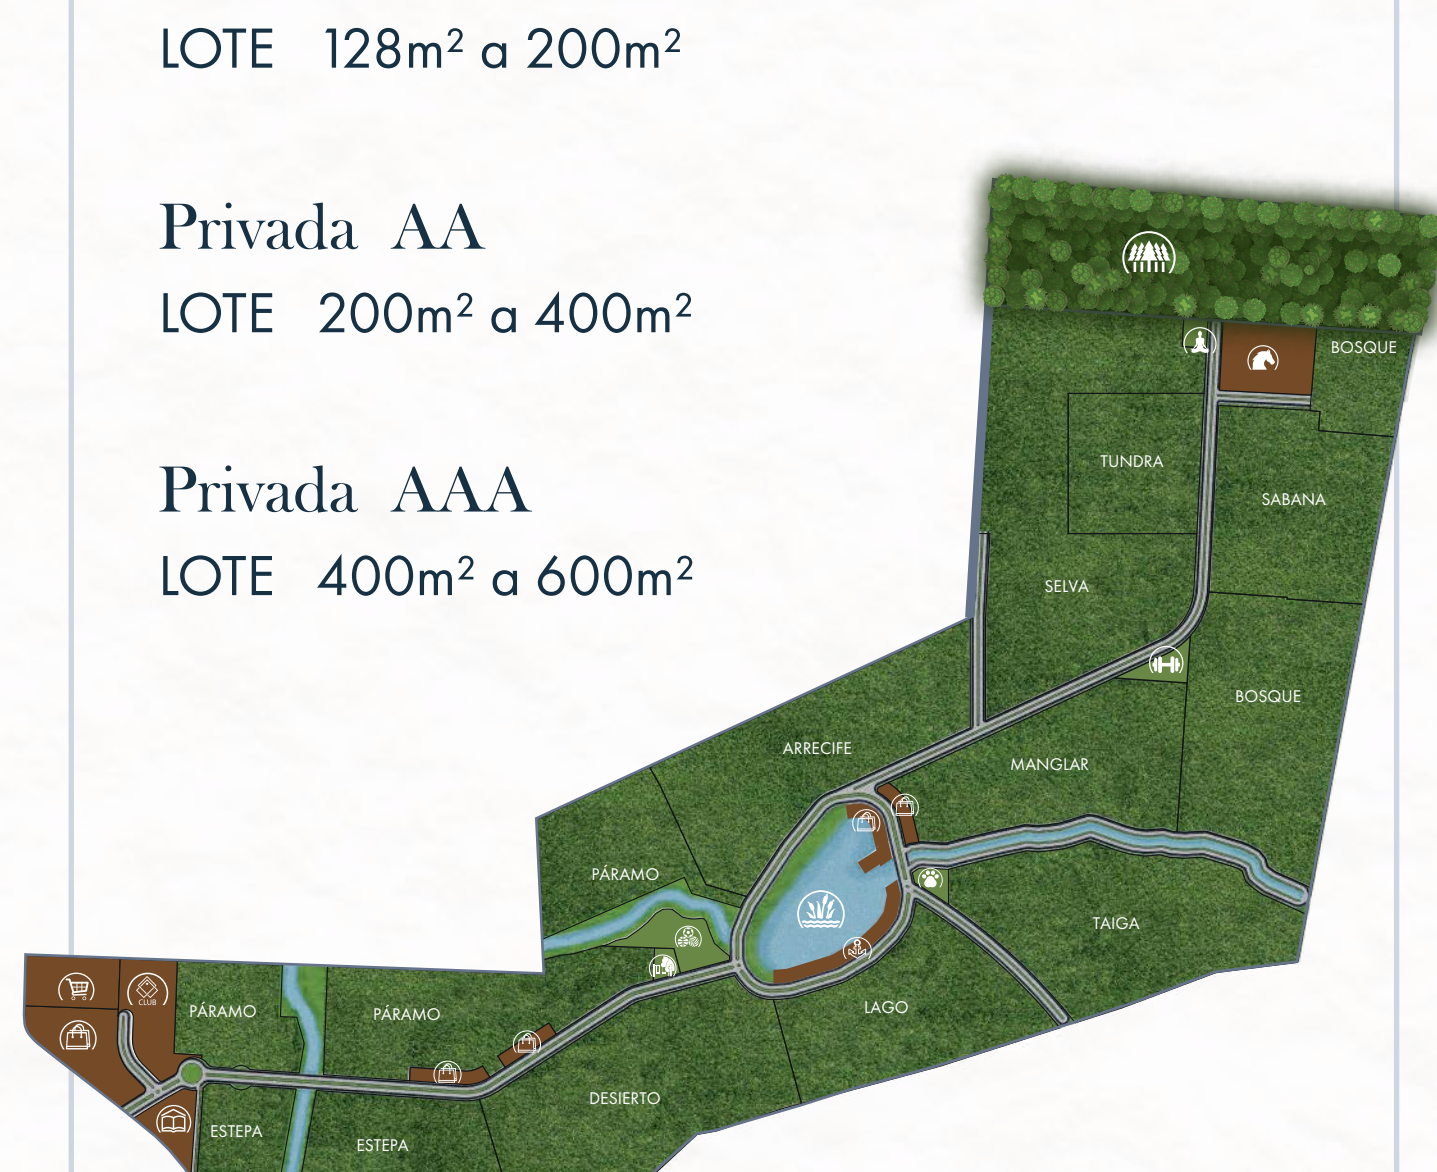 LOTE 128m² a 200m²
Privada AA
LOTE 200m² a 400m²
Privada AAA
LOTE 400m² a 600m²
BOSQUE
TUNDRA
SABANA
SELVA
BOSQUE
ARRECIFE
MANGLAR
PÁRAMO
TAIGA
CLUB
PÁRAMO
PÁRAMO
LAGO
DESIERTO
ESTEPA
ESTEPA